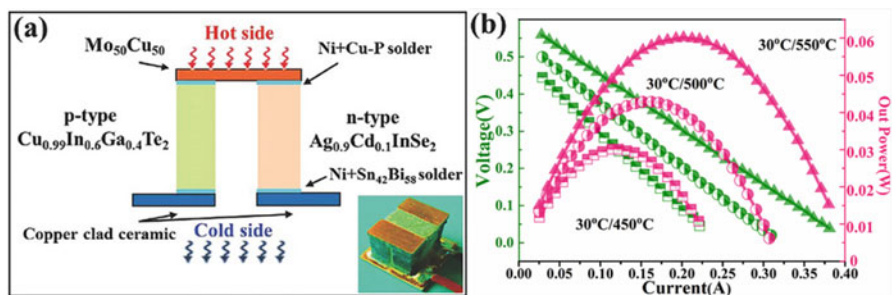 (a)
Mo50Cu50
Hot side
Ni+Cu-P solder
p-type
Cu0.99In0.6Ga0.4Te2
n-type
Ag0.9Cd0.1InSe2
Ni+Sn42Bi58 solder
Copper clad ceramic
Cold side
(b)
30°C/550°C
30°C/500°C
30°C/450°C
Voltage(V)
0.5
0.4
0.3
0.2
0.1
0.0
Out Power(W)
0.06
0.05
0.04
0.03
0.02
0.01
0.00
0.00 0.05 0.10 0.15 0.20 0.25 0.30 0.35 0.40
Current(A)